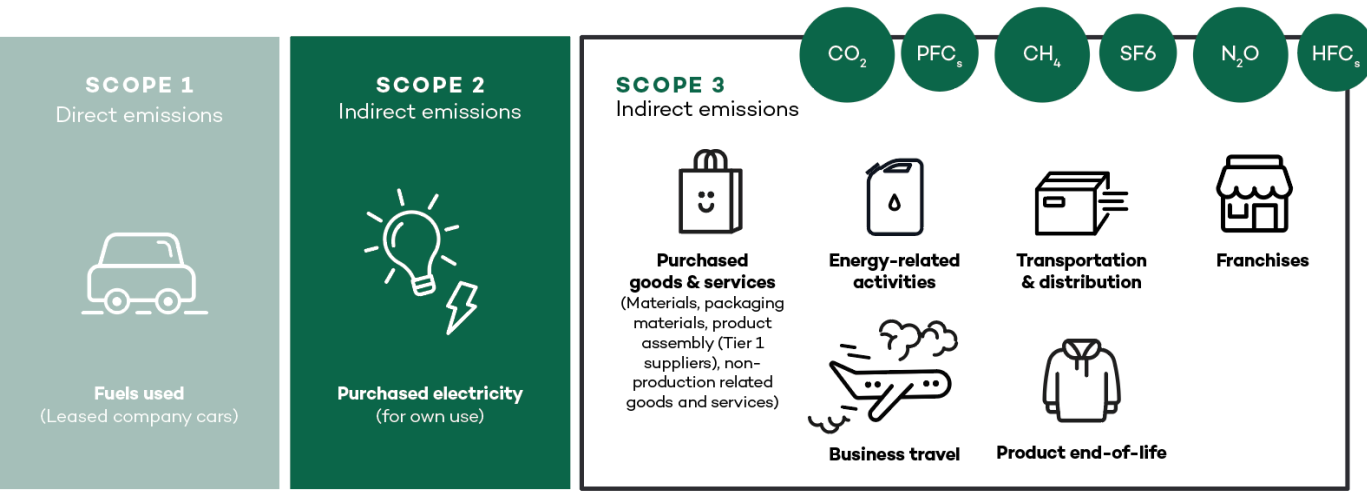 CO₂
PFCₛ
CH₄
SF6
N₂O
HFCₛ
SCOPE 1
Direct emissions
Fuels used
(Leased company cars)
SCOPE 2
Indirect emissions
Purchased electricity
(for own use)
SCOPE 3
Indirect emissions
Purchased
goods & services
(Materials, packaging
materials, product
assembly (Tier 1
suppliers), non-
production related
goods and services)
Energy-related
activities
Transportation
& distribution
Franchises
Business travel
Product end-of-life